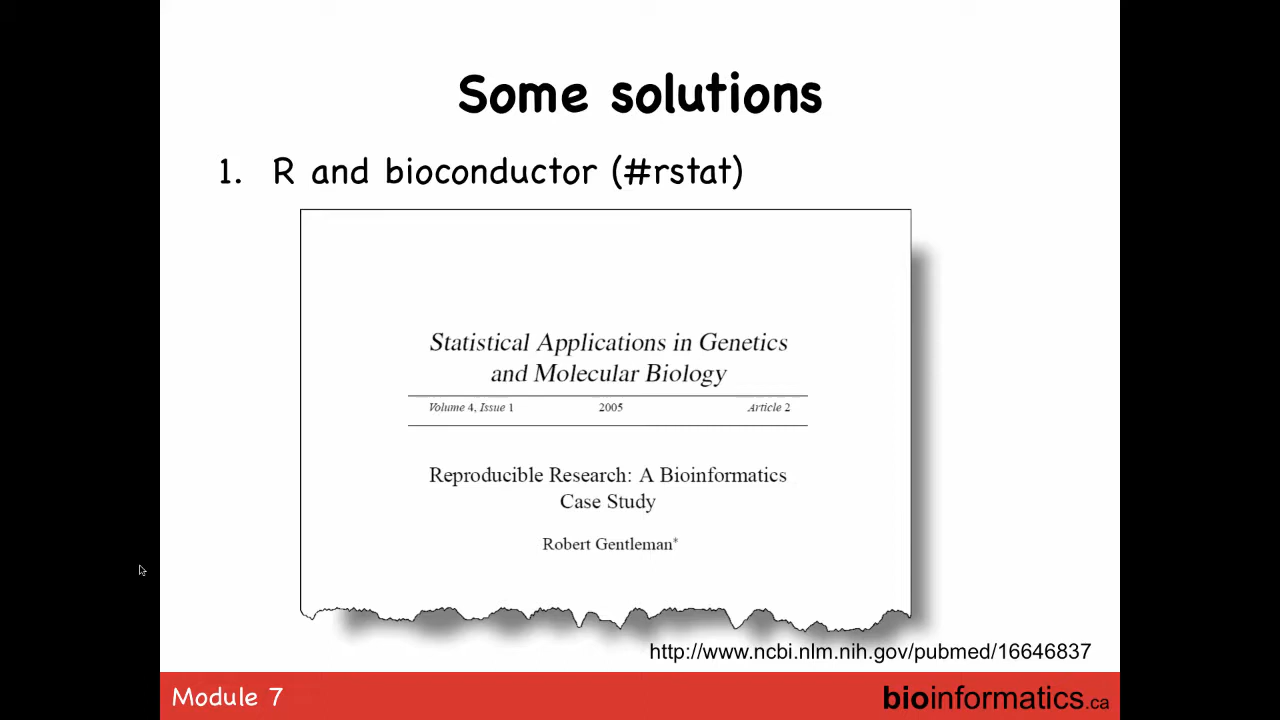 Some solutions
1. R and bioconductor (#rstat)
Statistical Applications in Genetics
and Molecular Biology
Volume 4, Issue 1 2005 Article 2
Reproducible Research: A Bioinformatics
Case Study
Robert Gentleman*
http://www.ncbi.nlm.nih.gov/pubmed/16646837
Module 7 bioinformatics.ca